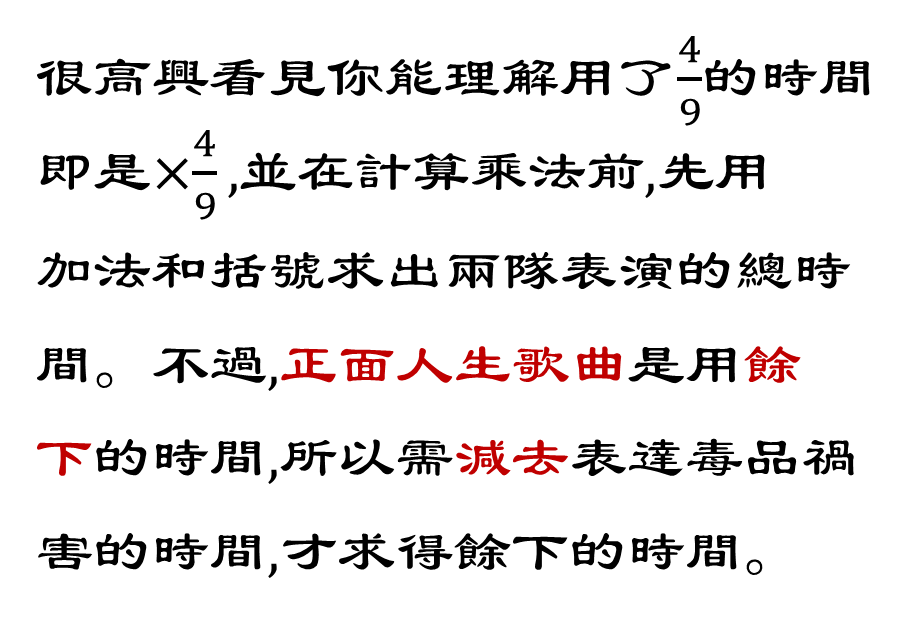 很高興看見你能理解用了4/9的時間
即是×4/9,並在計算乘法前,先用
加法和括號求出兩隊表演的總時
間。不過,正面人生歌曲是用餘
下的時間,所以需減去表達毒品禍
害的時間,才求得餘下的時間。